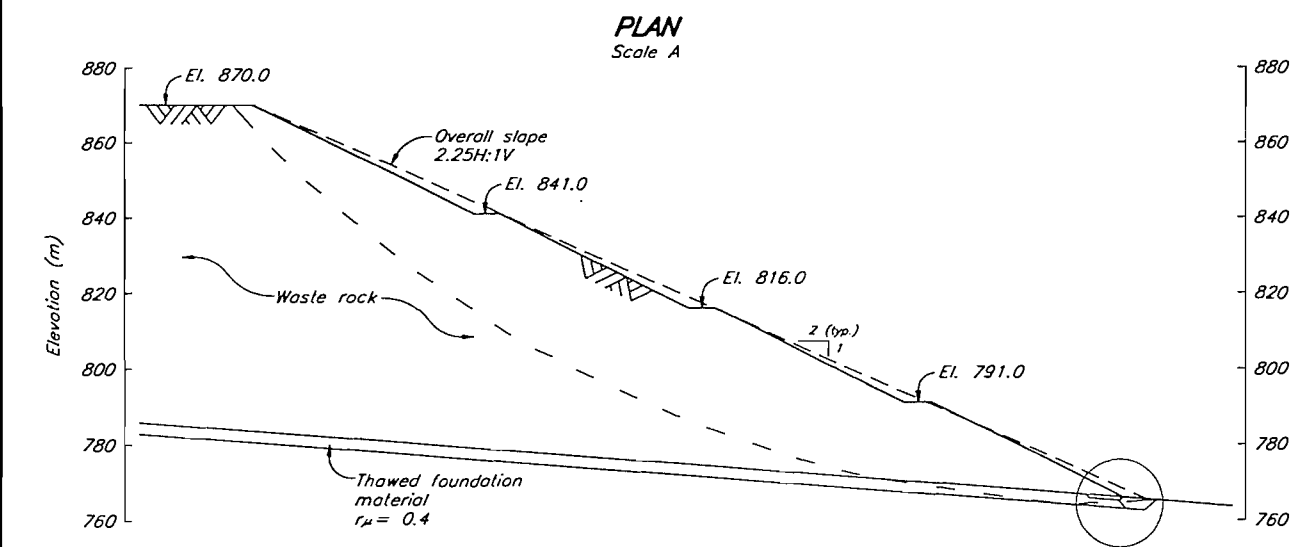 PLAN
Scale A
880
860
840
820
800
780
760
Elevation (m)
El. 870.0
Overall slope
2.25H:1V
El. 841.0
Waste rock
El. 816.0
2 (typ.)
1
El. 791.0
Thawed foundation
material
rμ= 0.4
880
860
840
820
800
780
760